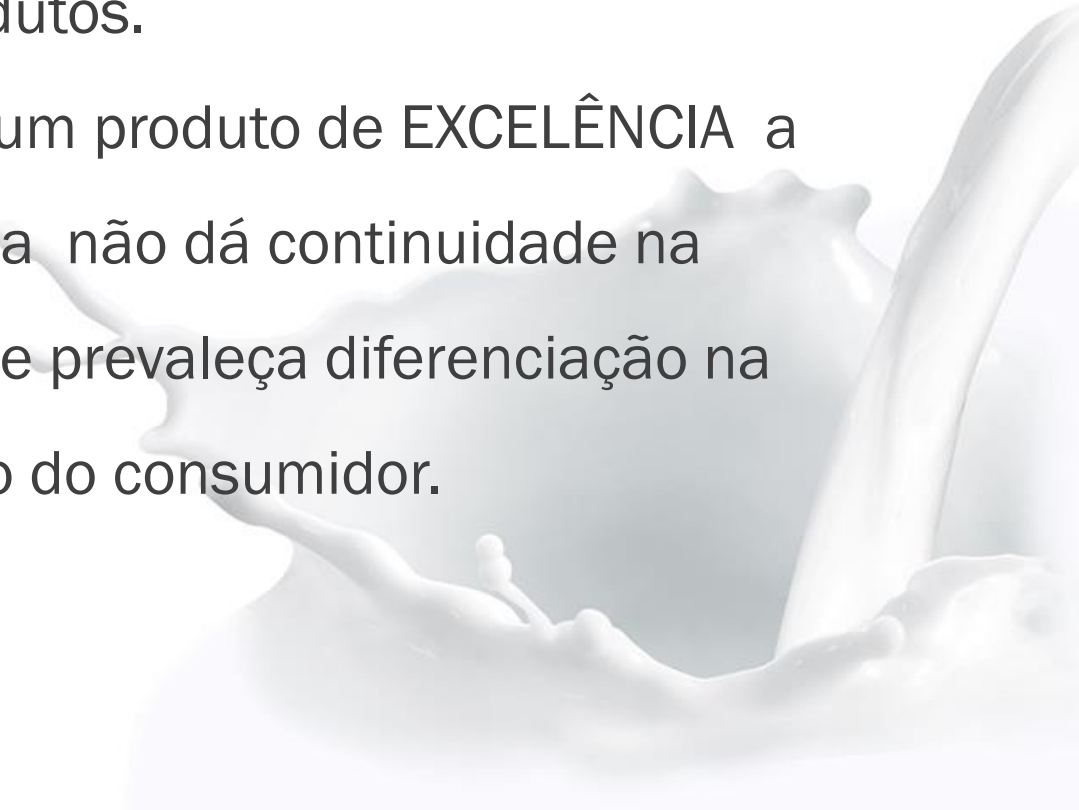 dutos.
um produto de EXCELÊNCIA a
a não dá continuidade na
e prevaleça diferenciação na
o do consumidor.